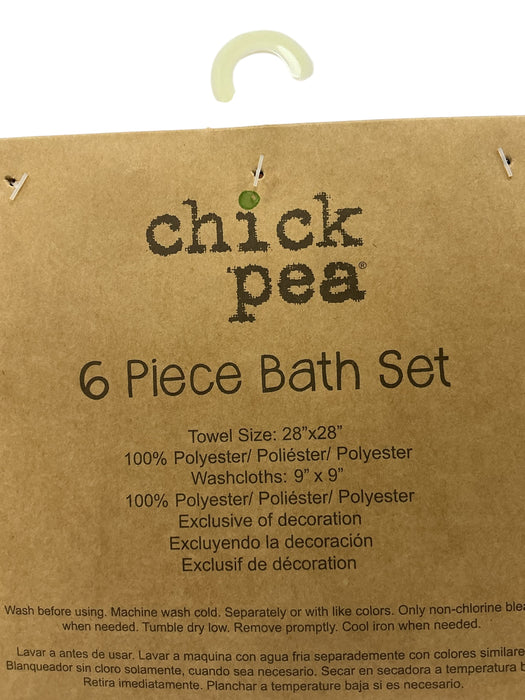 chick
pea®
6 Piece Bath Set
Towel Size: 28”x28”
100% Polyester/ Poliéster/ Polyester
Washcloths: 9” x 9”
100% Polyester/ Poliéster/ Polyester
Exclusive of decoration
Excluyendo la decoración
Exclusif de décoration
Wash before using. Machine wash cold. Separately or with like colors. Only non-chlorine
when needed. Tumble dry low. Remove promptly. Cool iron when needed.
Lavar a antes de usar. Lavar a maquina con agua fria separadamente con colores similare
Blanqueador sin cloro solamente, cuando sea necesario. Secar en secadora a temperatura
Retira imediatamente. Planchar a temperature baja si es necesario.